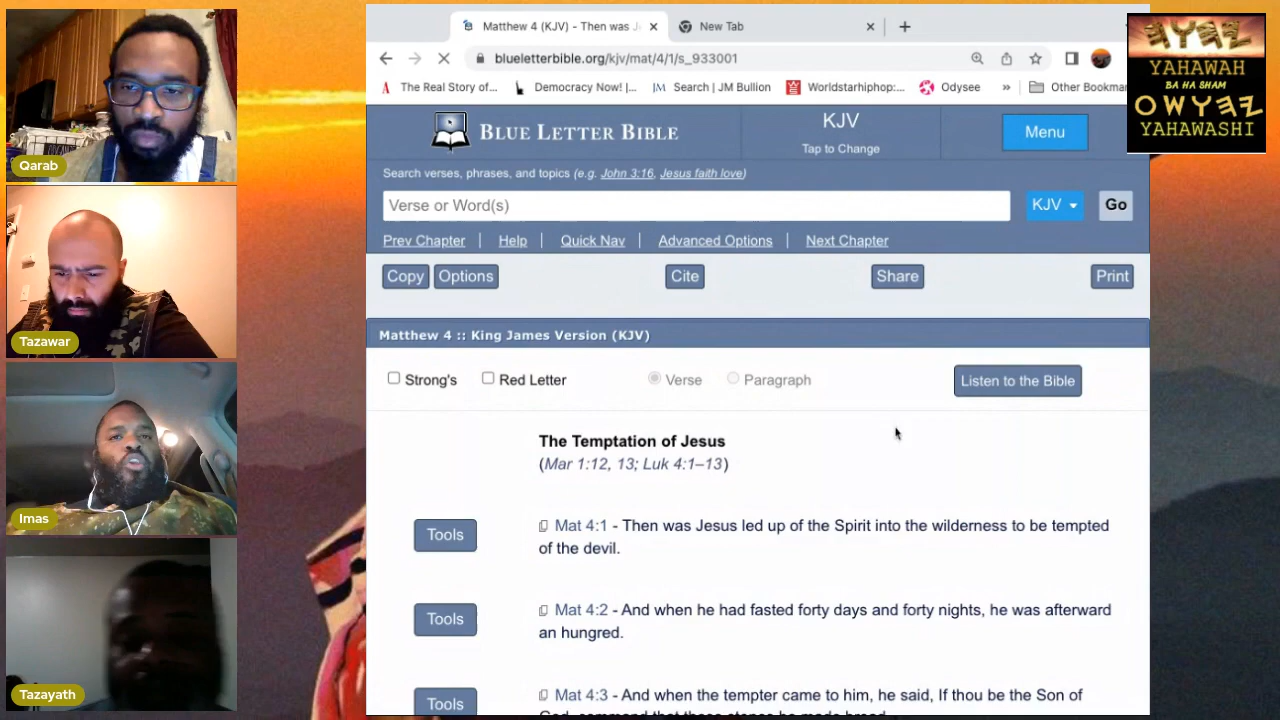 Qarab
Tazawar
Imas
Tazayath
Matthew 4 (KJV) - Then was J
New Tab
blueletterbible.org/kjv/mat/4/1/s_933001
The Real Story of...
Democracy Now! |...
Search | JM Bullion
Worldstarhiphop:...
Odysee
»
Other Bookmar
BLUE LETTER BIBLE
KJV
Tap to Change
Menu
Search verses, phrases, and topics (e.g. John 3:16, Jesus faith love)
Verse or Word(s)
KJV
Go
Prev Chapter | Help | Quick Nav | Advanced Options | Next Chapter
Copy Options Cite Share Print
Matthew 4 :: King James Version (KJV)
Strong's Red Letter Verse Paragraph Listen to the Bible
The Temptation of Jesus
(Mar 1:12, 13; Luk 4:1–13)
Tools
Mat 4:1 - Then was Jesus led up of the Spirit into the wilderness to be tempted
of the devil.
Tools
Mat 4:2 - And when he had fasted forty days and forty nights, he was afterward
an hungred.
Tools
Mat 4:3 - And when the tempter came to him, he said, If thou be the Son of
YAHAWAH
BA HA SHAM
YAHAWASHI